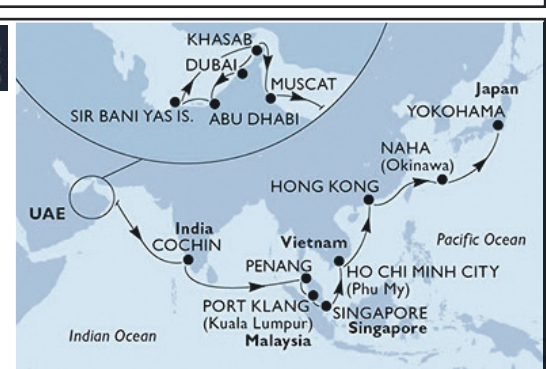 KHASAB
DUBAI
MUSCAT
SIR BANI YAS IS.
ABU DHABI
Japan
YOKOHAMA
NAHA
(Okinawa)
HONG KONG
UAE
India
COCHIN
Vietnam
Pacific Ocean
PENANG
HO CHI MINH CITY
(Phu My)
PORT KLANG
(Kuala Lumpur)
Malaysia
SINGAPORE
Singapore
Indian Ocean